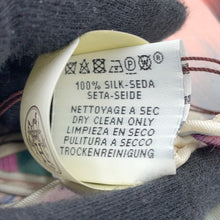 100% SILK-SEDA
SETA-SEIDE
NETTOYAGE A SEC
DRY CLEAN ONLY
LIMPIEZA EN SECO
PULITURA A SECCO
TROCKENREINIGUNG